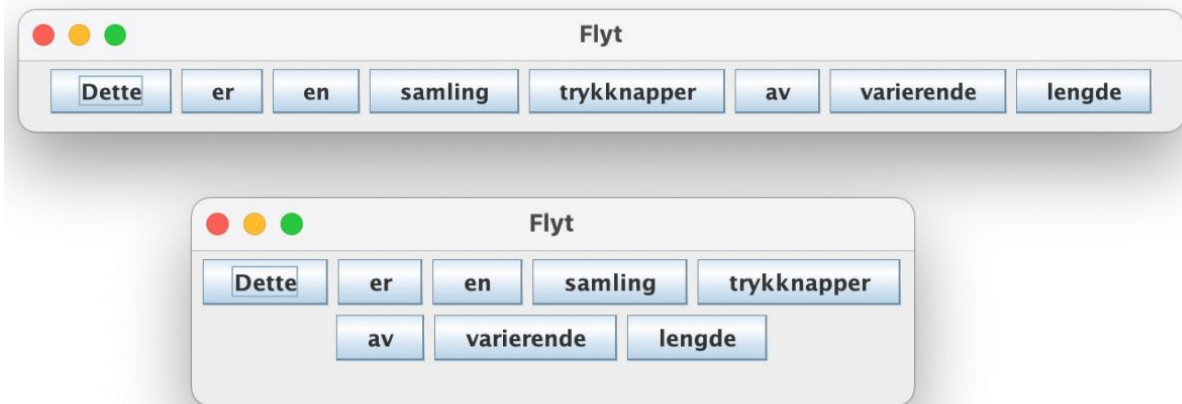 Flyt
Dette er en samling trykknapper av varierende lengde
Flyt
Dette er en samling trykknapper
av varierende lengde